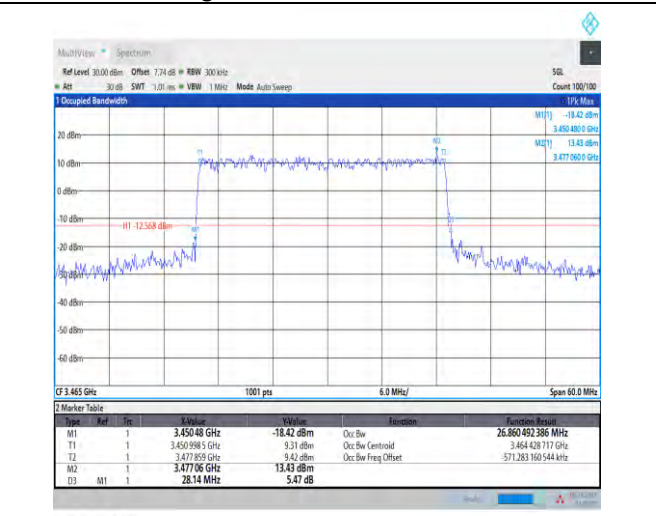 MultiView Spectrum
Ref Level 30.00 dBm Offset 7.74 dB RBW 300 kHz SGL
Att 30 dB SWT 1.01 ms VBW 1 MHz Mode Auto Sweep Count 100/100
1 Occupied Bandwidth 1Pk Max
M1[1] -18.42 dBm
3.450 480 0 GHz
M2[1] 13.43 dBm
3.477 060 0 GHz
M2
20 dBm
T1 T2
10 dBm
0 dBm
-10 dBm
H1 -12.568 dBm
M1 D3
-20 dBm
-30 dBm
-40 dBm
-50 dBm
-60 dBm
CF 3.465 GHz 1001 pts 6.0 MHz/ Span 60.0 MHz
2 Marker Table
Type Ref Trc X-Value Y-Value Function Function Result
M1 1 3.450 48 GHz -18.42 dBm Occ Bw 26.860 492 386 MHz
T1 1 3.450 998 5 GHz 9.31 dBm Occ Bw Centroid 3.464 428 717 GHz
T2 1 3.477 859 GHz 9.42 dBm Occ Bw Freq Offset -571.283 160 544 kHz
M2 1 3.477 06 GHz 13.43 dBm
D3 M1 1 28.14 MHz 5.47 dB